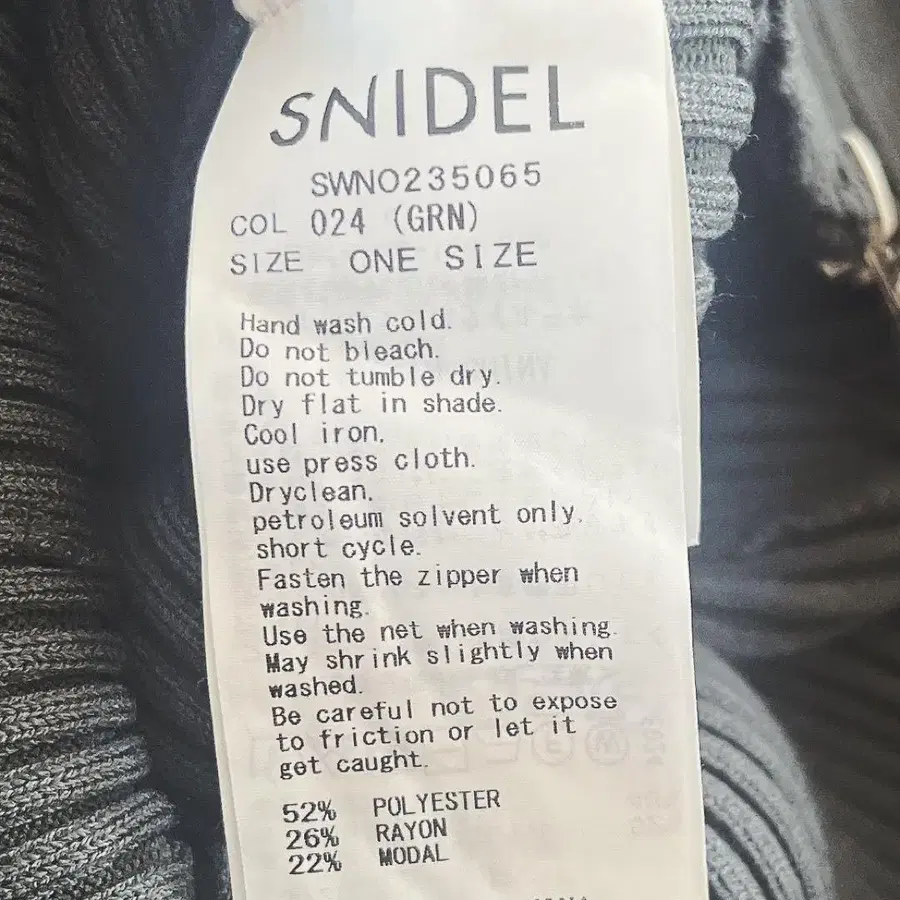 SNIDEL
SWNO235065
COL 024 (GRN)
SIZE ONE SIZE
Hand wash cold.
Do not bleach.
Do not tumble dry.
Dry flat in shade.
Cool iron.
use press cloth.
Dryclean.
petroleum solvent only.
short cycle.
Fasten the zipper when
washing.
Use the net when washing.
May shrink slightly when
washed.
Be careful not to expose
to friction or let it
get caught.
52% POLYESTER
26% RAYON
22% MODAL